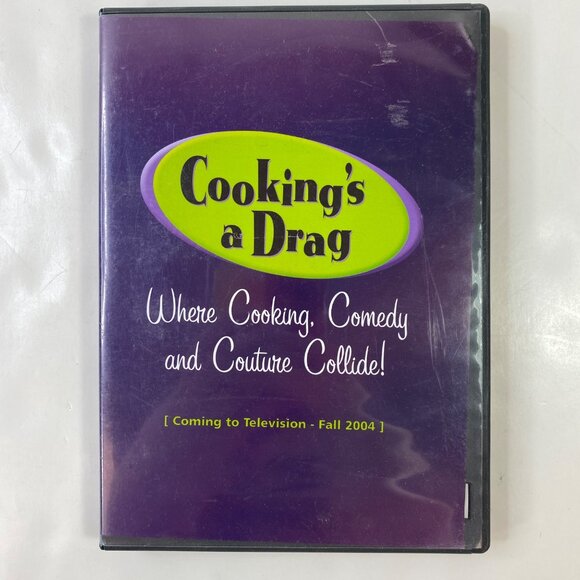 Cooking's
a Drag
Where Cooking, Comedy
and Couture Collide!
[ Coming to Television - Fall 2004 ]